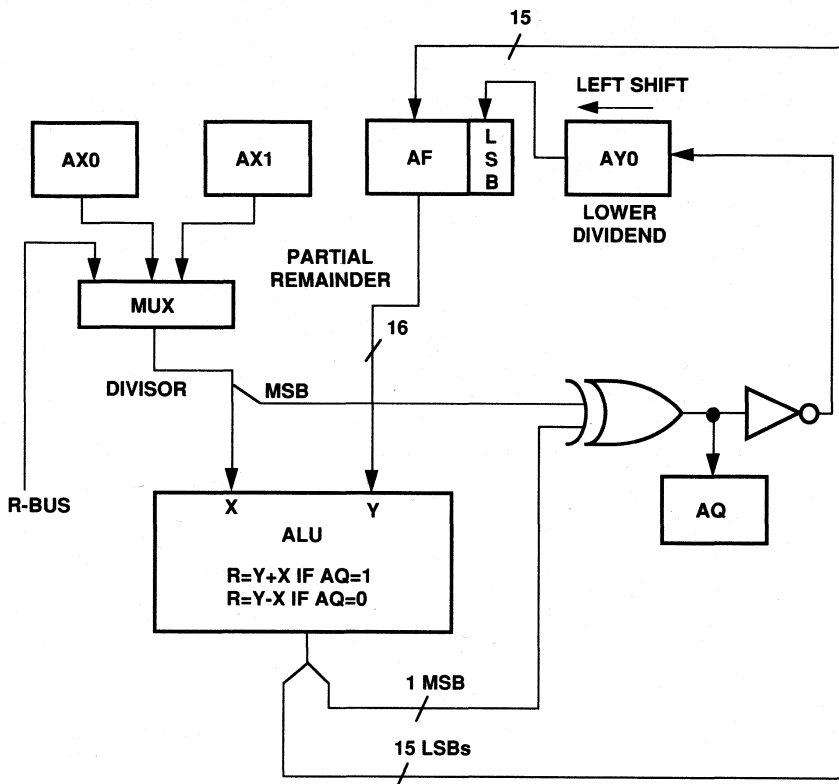 15
LEFT SHIFT
AX0
AX1
AF
L
S
B
AY0
LOWER
DIVIDEND
PARTIAL
REMAINDER
MUX
16
DIVISOR
MSB
R-BUS
X
Y
AQ
ALU
R=Y+X IF AQ=1
R=Y-X IF AQ=0
1 MSB
15 LSBs